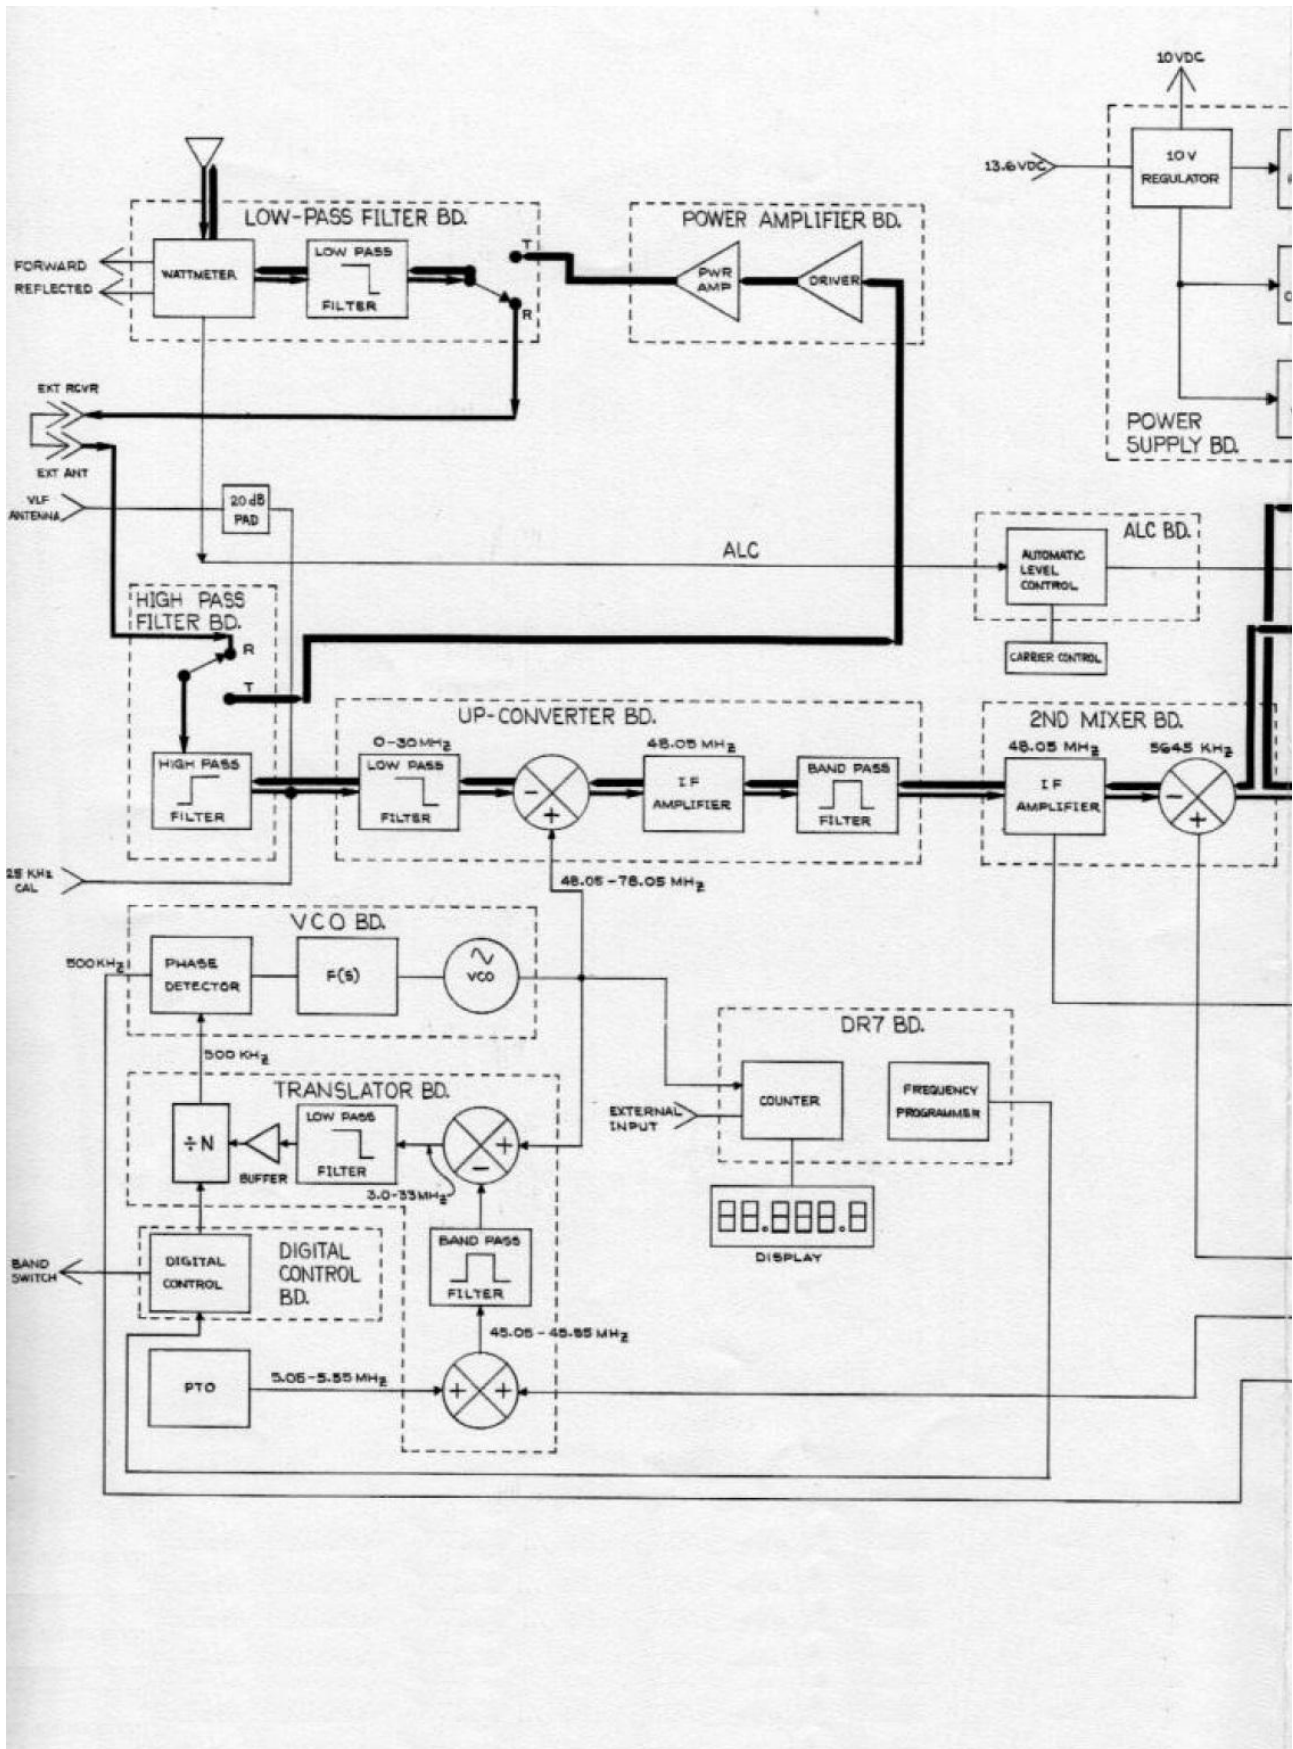 10VDC
10 V
REGULATOR
13.6VDC
POWER
SUPPLY BD.
LOW-PASS FILTER BD.
FORWARD
REFLECTED
WATTMETER
LOW PASS
FILTER
T
R
POWER AMPLIFIER BD.
PWR
AMP
DRIVER
EXT RCVR
EXT ANT
VLF
ANTENNA
20 dB
PAD
ALC
ALC BD.
AUTOMATIC
LEVEL
CONTROL
CARRIER CONTROL
HIGH PASS
FILTER BD.
R
T
HIGH PASS
FILTER
UP-CONVERTER BD.
0-30MHz
LOW PASS
FILTER
-
+
48.05 MHz
IF
AMPLIFIER
BAND PASS
FILTER
48.05-78.05 MHz
2ND MIXER BD.
48.05 MHz
IF
AMPLIFIER
5645 KHz
-
+
25 KHz
CAL
VCO BD.
500KHz
PHASE
DETECTOR
F(S)
VCO
500 KHz
TRANSLATOR BD.
÷N
BUFFER
LOW PASS
FILTER
3.0-33MHz
+
-
BAND PASS
FILTER
45.05-45.55 MHz
+
+
DR7 BD.
COUNTER
FREQUENCY
PROGRAMMER
EXTERNAL
INPUT
88.888.8
DISPLAY
BAND
SWITCH
DIGITAL
CONTROL
DIGITAL
CONTROL
BD.
PTO
5.05-5.55 MHz